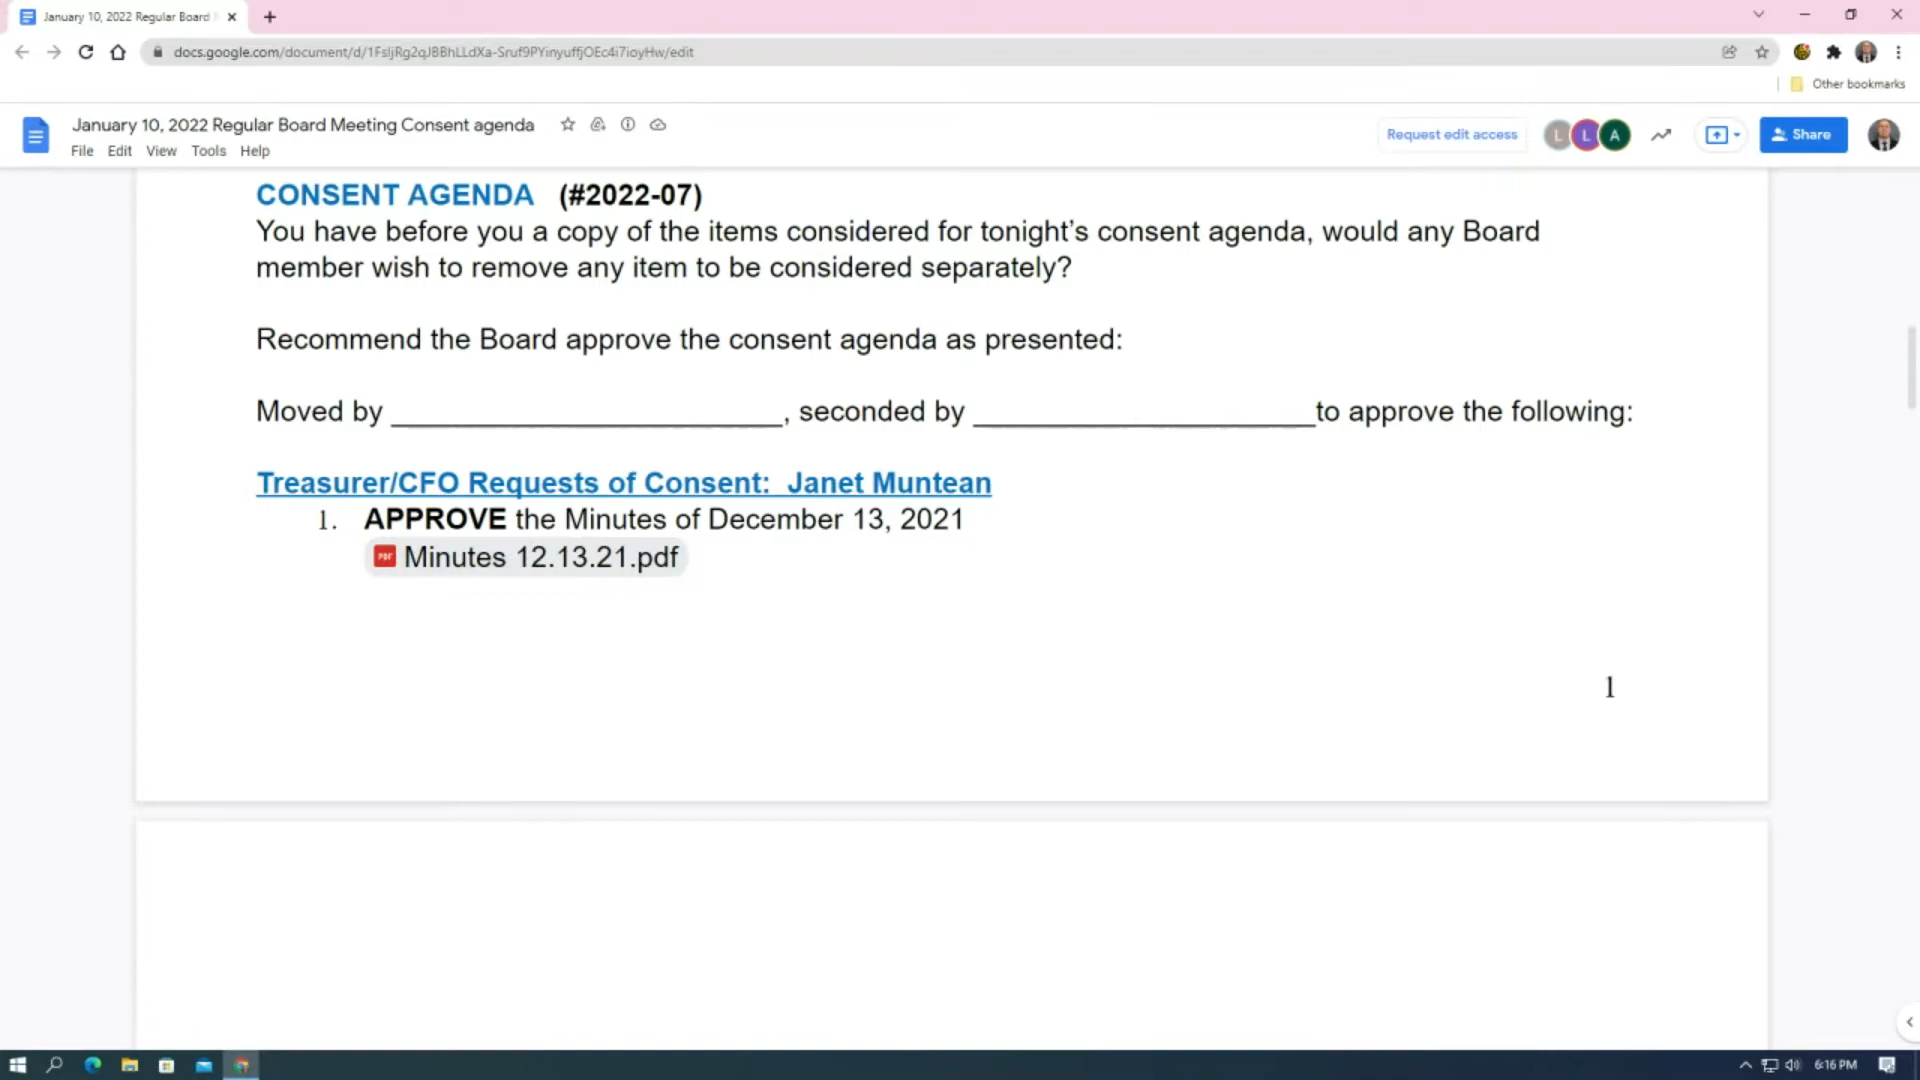 January 10, 2022 Regular Board
docs.google.com/document/d/1FsljRg2qJBBhLLdXa-Sruf9PYinyuffjOEc4i7ioyHw/edit
Other bookmarks
January 10, 2022 Regular Board Meeting Consent agenda
Request edit access
L
L
A
Share
File Edit View Tools Help
CONSENT AGENDA (#2022-07)
You have before you a copy of the items considered for tonight's consent agenda, would any Board
member wish to remove any item to be considered separately?
Recommend the Board approve the consent agenda as presented:
Moved by ________________________, seconded by _____________________to approve the following:
Treasurer/CFO Requests of Consent: Janet Muntean
1. APPROVE the Minutes of December 13, 2021
PDF Minutes 12.13.21.pdf
1
6:16 PM